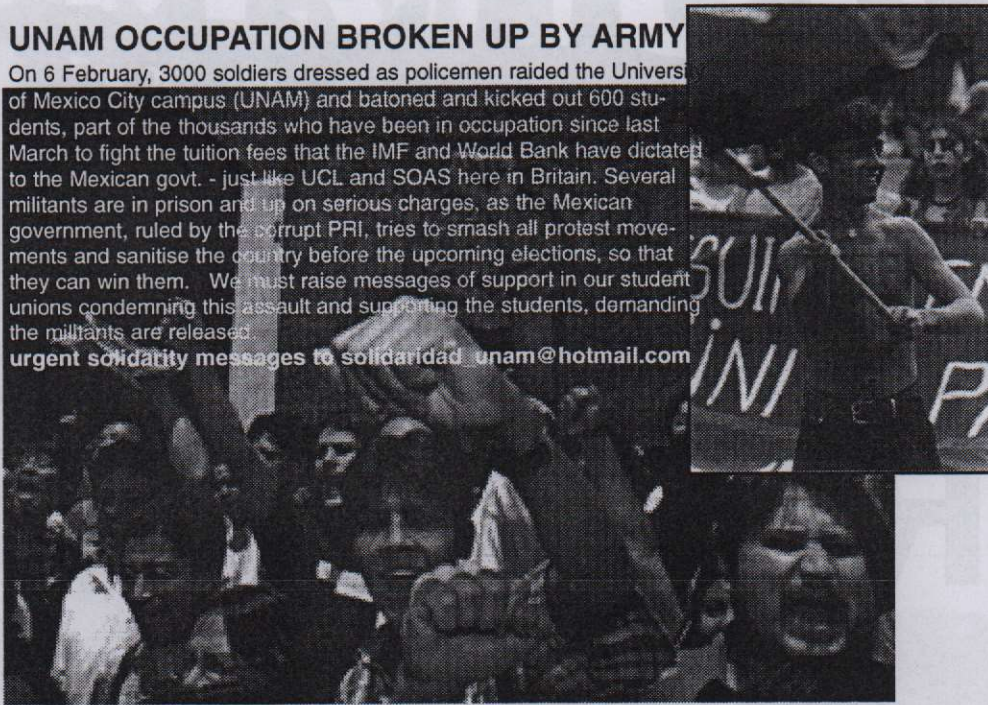 UNAM OCCUPATION BROKEN UP BY ARMY
On 6 February, 3000 soldiers dressed as policemen raided the Universi
of Mexico City campus (UNAM) and batoned and kicked out 600 stu-
dents, part of the thousands who have been in occupation since last
March to fight the tuition fees that the IMF and World Bank have dictated
to the Mexican govt. - just like UCL and SOAS here in Britain. Several
militants are in prison and up on serious charges, as the Mexican
government, ruled by the corrupt PRI, tries to smash all protest move-
ments and sanitise the country before the upcoming elections, so that
they can win them. We must raise messages of support in our student
unions condemning this assault and supporting the students, demanding
the militants are released.
urgent solidarity messages to solidaridad_unam@hotmail.com